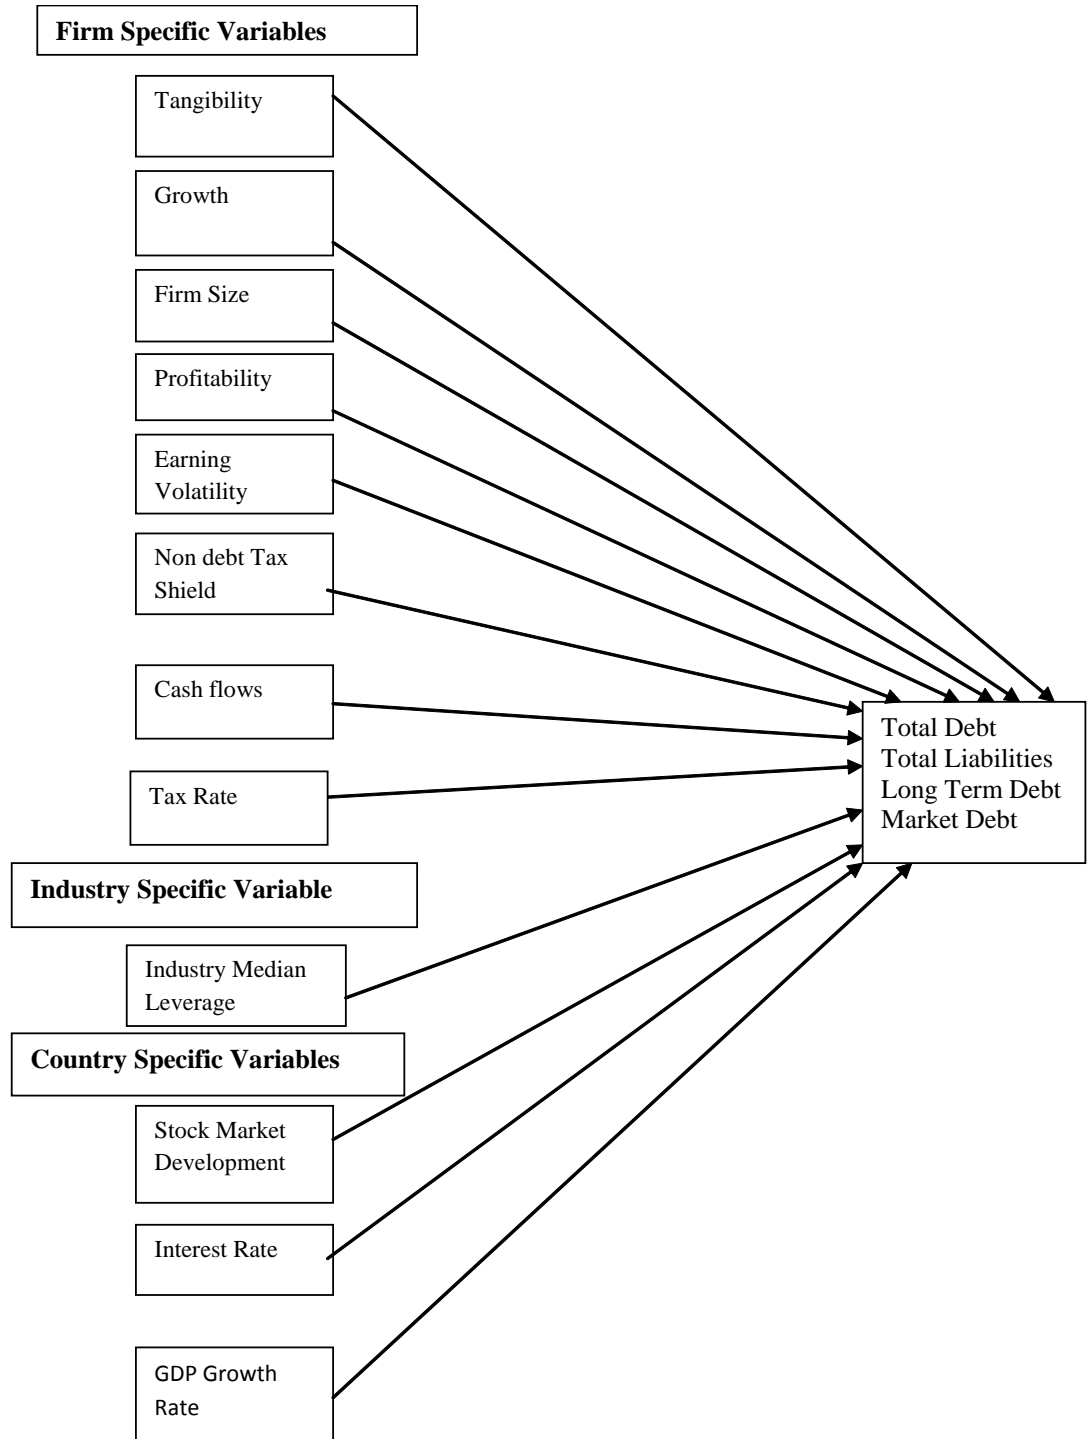 Firm Specific Variables
Tangibility
Growth
Firm Size
Profitability
Earning
Volatility
Non debt Tax
Shield
Cash flows
Tax Rate
Total Debt
Total Liabilities
Long Term Debt
Market Debt
Industry Specific Variable
Industry Median
Leverage
Country Specific Variables
Stock Market
Development
Interest Rate
GDP Growth
Rate